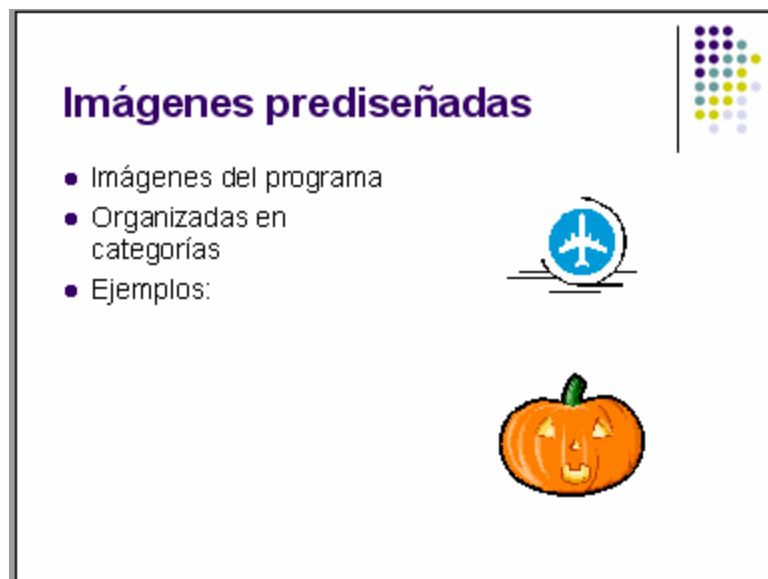 Imágenes prediseñadas
Imágenes del programa
Organizadas en
categorías
Ejemplos: